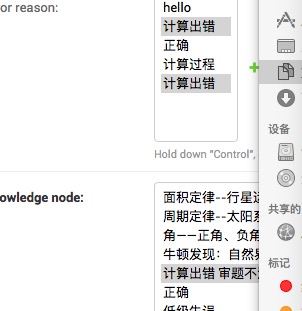 or reason:
hello
计算出错
正确
计算过程
计算出错
Hold down "Control",
设备
共享的
owledge node:
面积定律--行星运
周期定律--太阳系
角——正角、负角
牛顿发现：自然界
标记
计算出错 审题不
正确